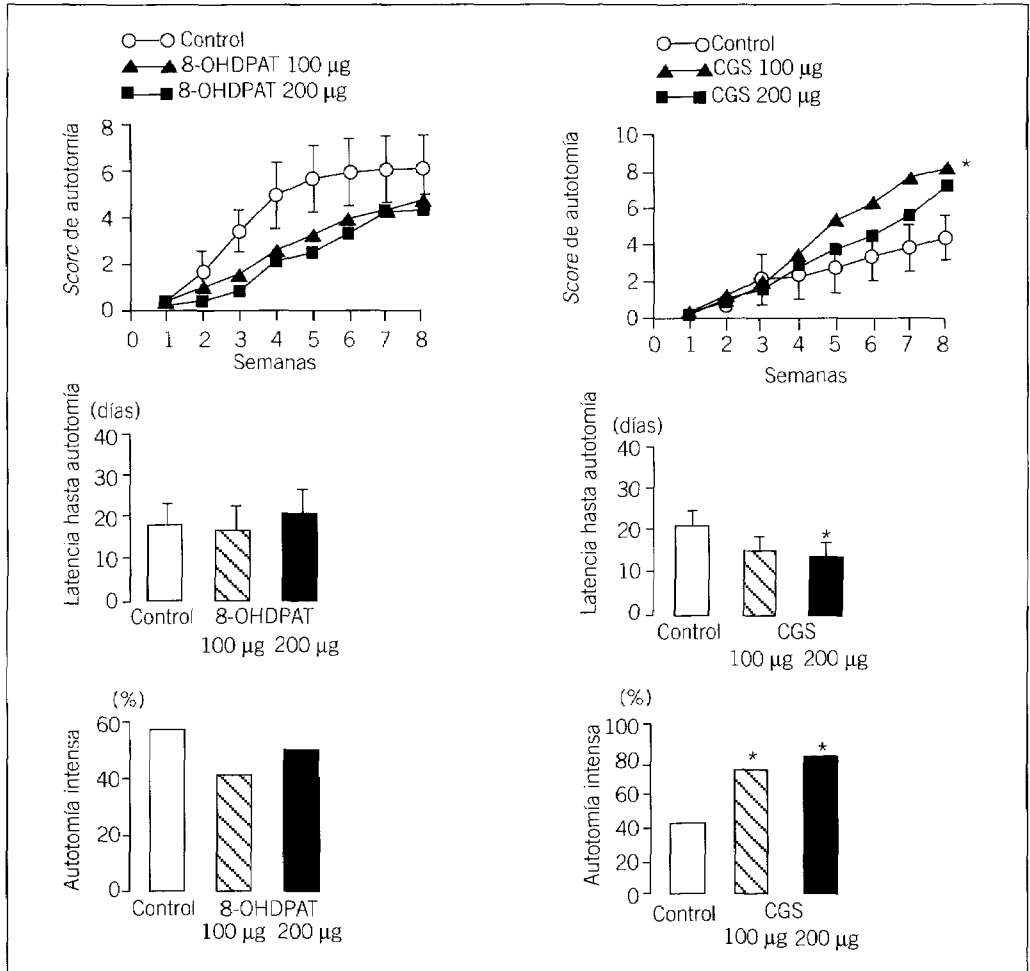 Control
8-OHDPAT 100 µg
8-OHDPAT 200 µg
Scorc de autotomía
8
6
4
2
0
0 1 2 3 4 5 6 7 8
Semanas
Control
CGS 100 µg
CGS 200 µg
Score de autotomía
10
8
6
4
2
0
0 1 2 3 4 5 6 7 8
*
Semanas
(días)
Latencia hasta autotomía
40
30
20
10
0
Control 8-OHDPAT
100 µg 200 µg
(días)
Latencia hasta autotomía
40
30
20
10
0
*
Control CGS
100 µg 200 µg
(%)
Autotomía intensa
60
40
20
0
Control 8-OHDPAT
100 µg 200 µg
(%)
Autotomía intensa
100
80
60
40
20
0
* *
Control CGS
100 µg 200 µg